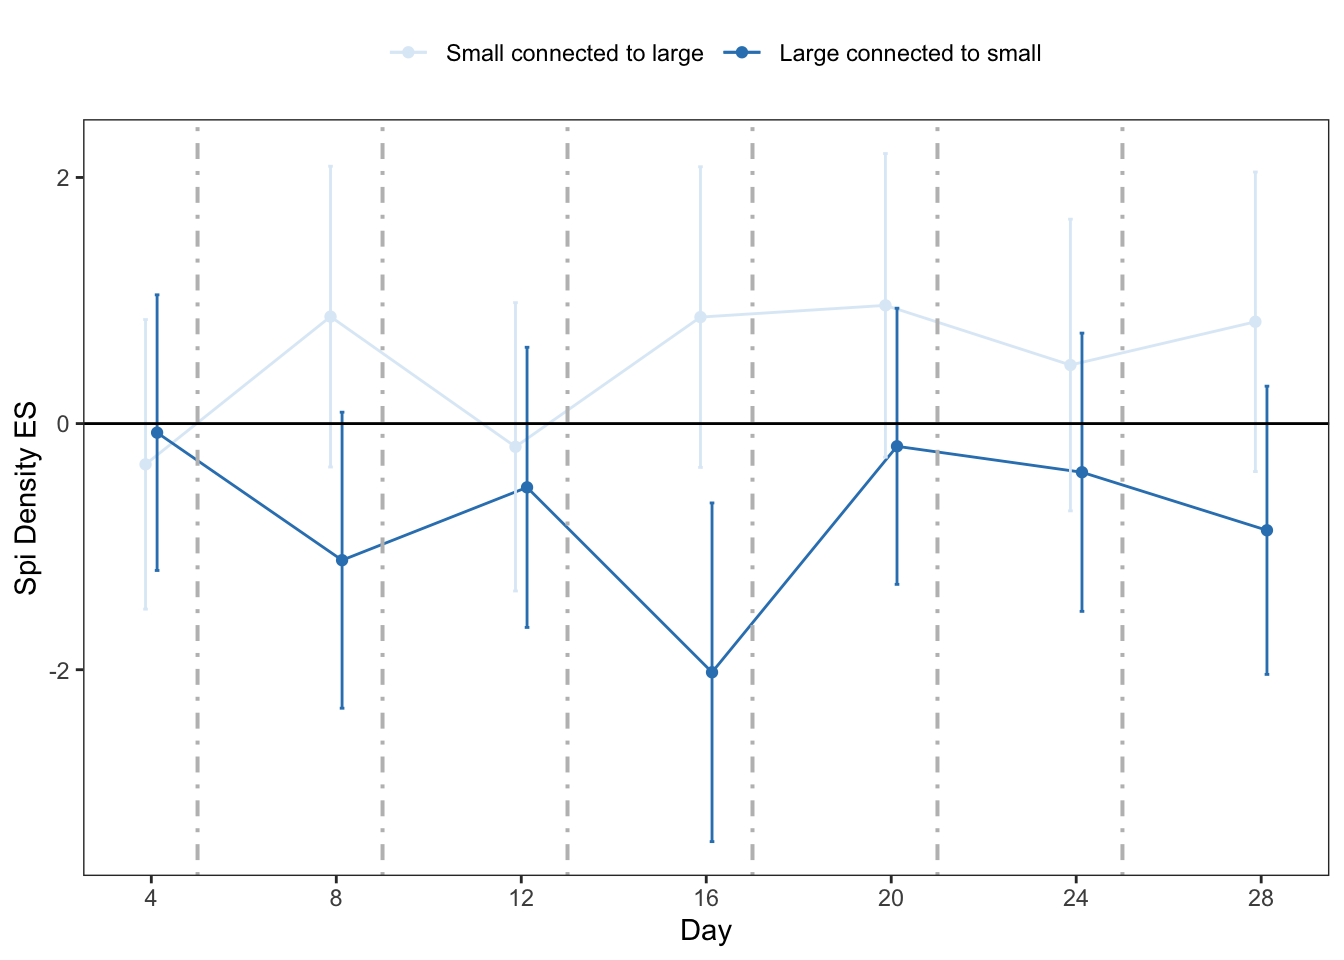 Small connected to large Large connected to small
2
0
-2
Spi Density ES
4 8 12 16 20 24 28
Day